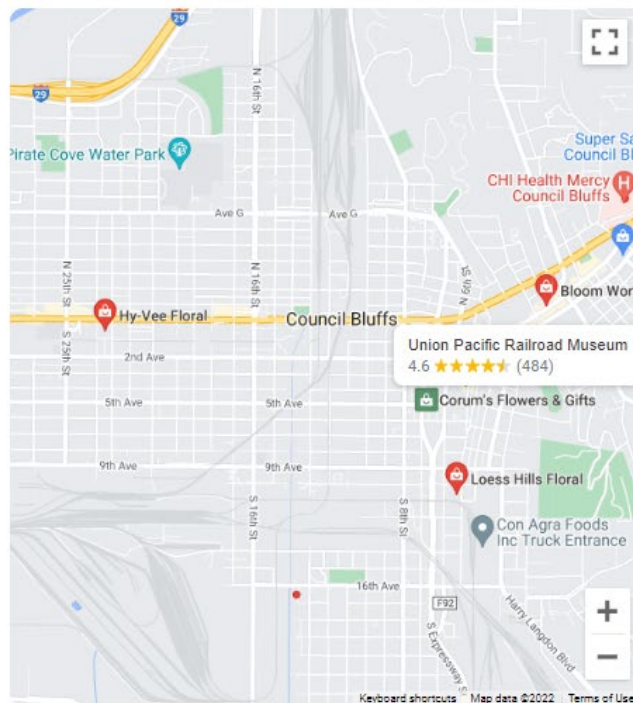 29
N 16th St
29
Pirate Cove Water Park
Super Sa
Council Bl
CHI Health Mercy
Council Bluffs
H
Ave G
Ave G
N 25th St
N 16th St
N 6th St
Hy-Vee Floral
Council Bluffs
Bloom Wor
S 25th St
2nd Ave
Union Pacific Railroad Museum
4.6 (484)
5th Ave
5th Ave
Corum's Flowers & Gifts
9th Ave
9th Ave
Loess Hills Floral
S 16th St
S 8th St
Con Agra Foods
Inc Truck Entrance
16th Ave
F92
Harry Langdon Blvd
S Expressway St
Keyboard shortcuts Map data ©2022 Terms of Use